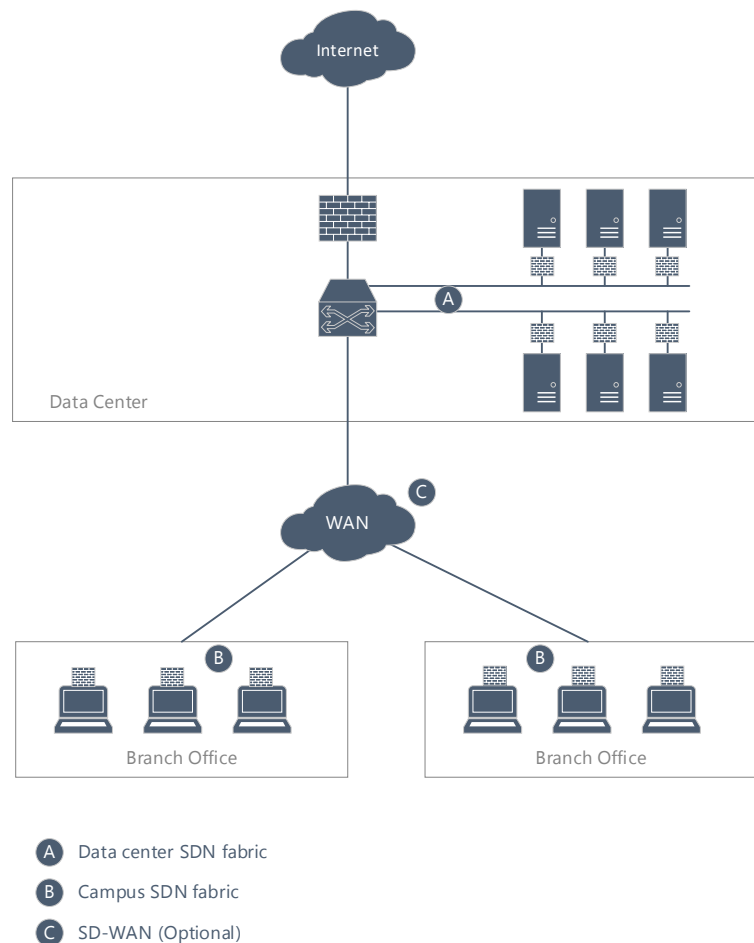 Internet
A
Data Center
C
WAN
B
B
Branch Office
Branch Office
A Data center SDN fabric
B Campus SDN fabric
C SD-WAN (Optional)